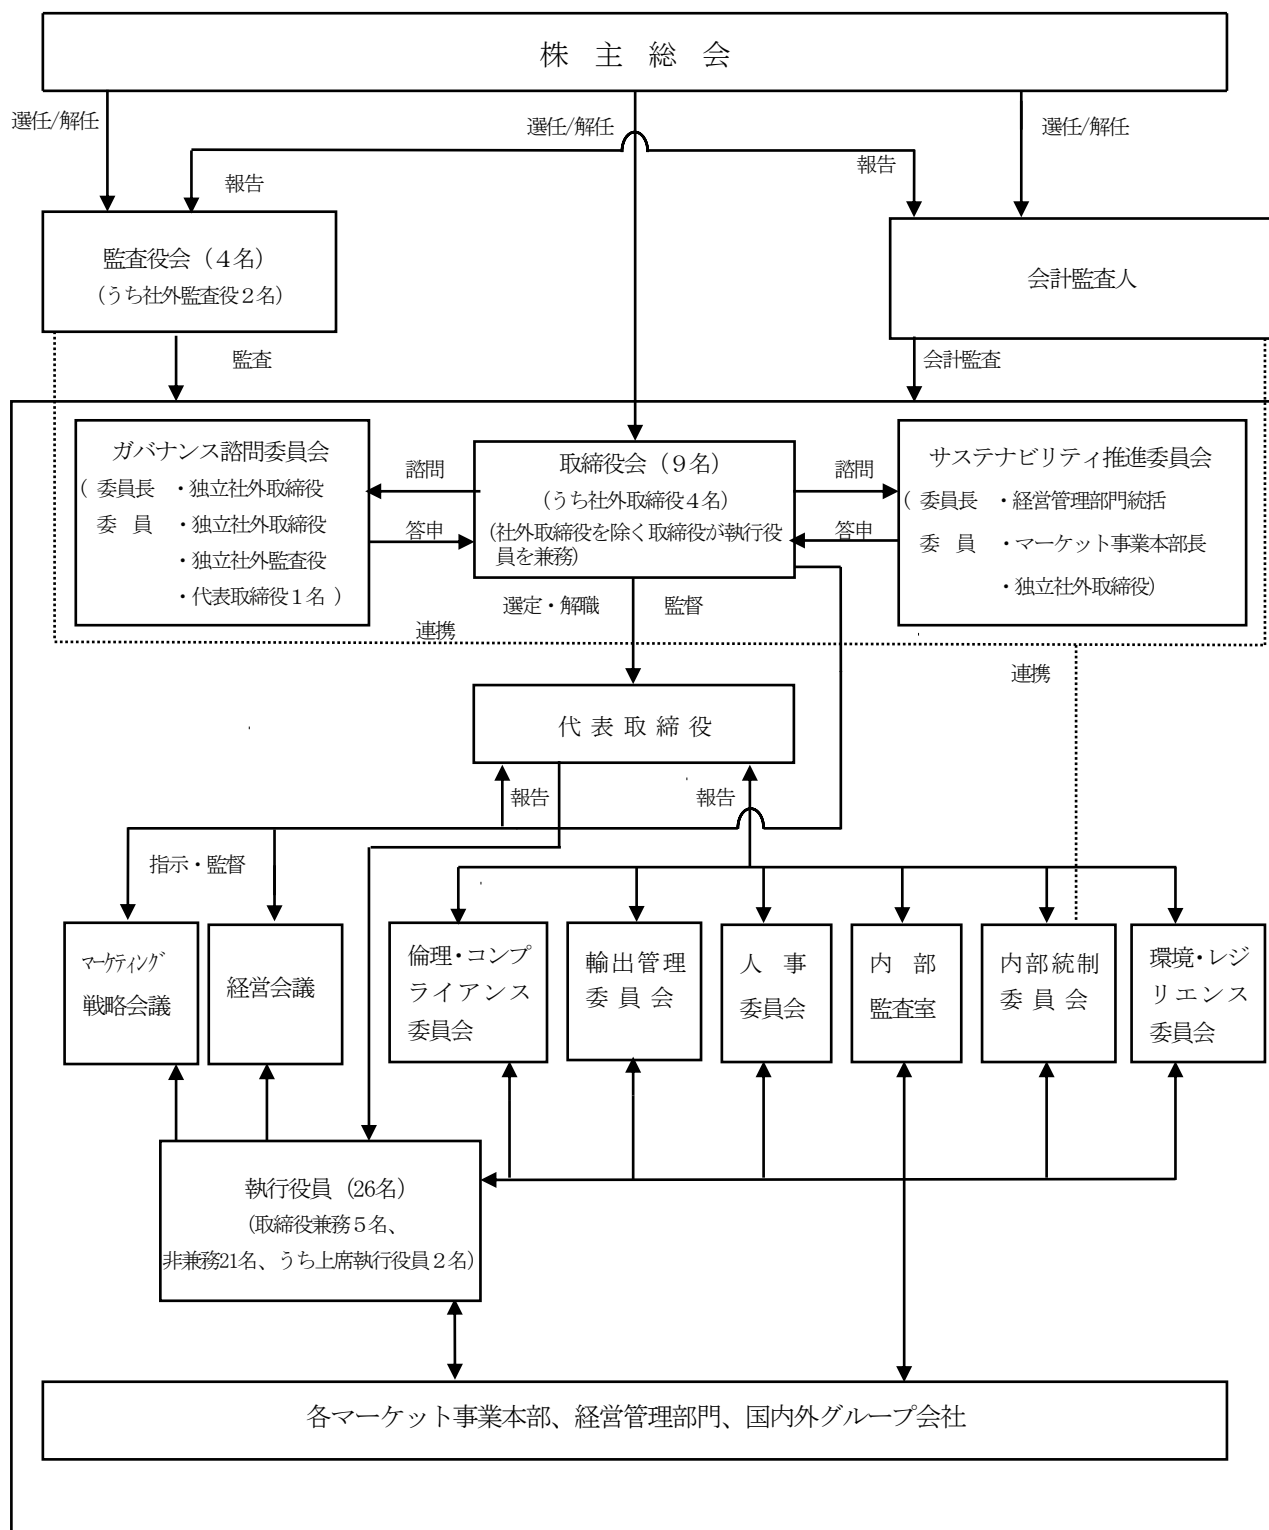 株 主 総 会
選任/解任
選任/解任
選任/解任
報告
報告
監査役会（４名）
（うち社外監査役２名）
会計監査人
監査
会計監査
ガバナンス諮問委員会
（ 委員長 ・独立社外取締役
委 員 ・独立社外取締役
・独立社外監査役
・代表取締役１名 ）
諮問
答申
取締役会（９名）
（うち社外取締役４名）
(社外取締役を除く取締役が執行役
員を兼務)
諮問
答申
サステナビリティ推進委員会
（ 委員長 ・経営管理部門統括
委 員 ・マーケット事業本部長
・独立社外取締役）
選定・解職
監督
連携
連携
代 表 取 締 役
報告
報告
指示・監督
マーケティング
戦略会議
経営会議
倫理・コンプ
ライアンス
委員会
輸出管理
委 員 会
人 事
委員会
内 部
監査室
内部統制
委 員 会
環境・レジ
リエンス
委員会
執行役員（26名）
（取締役兼務５名、
非兼務21名、うち上席執行役員２名）
各マーケット事業本部、経営管理部門、国内外グループ会社